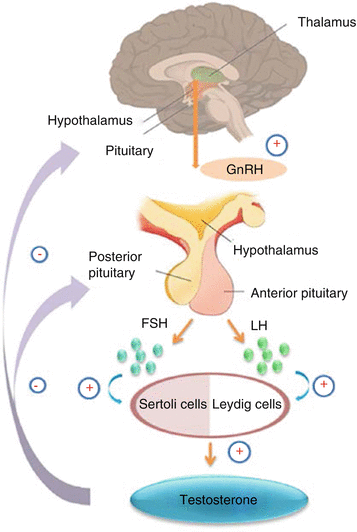 Thalamus
Hypothalamus
Pituitary
+
GnRH
-
Hypothalamus
Posterior
pituitary
Anterior pituitary
FSH
LH
-
+
+
Sertoli cells
Leydig cells
+
Testosterone